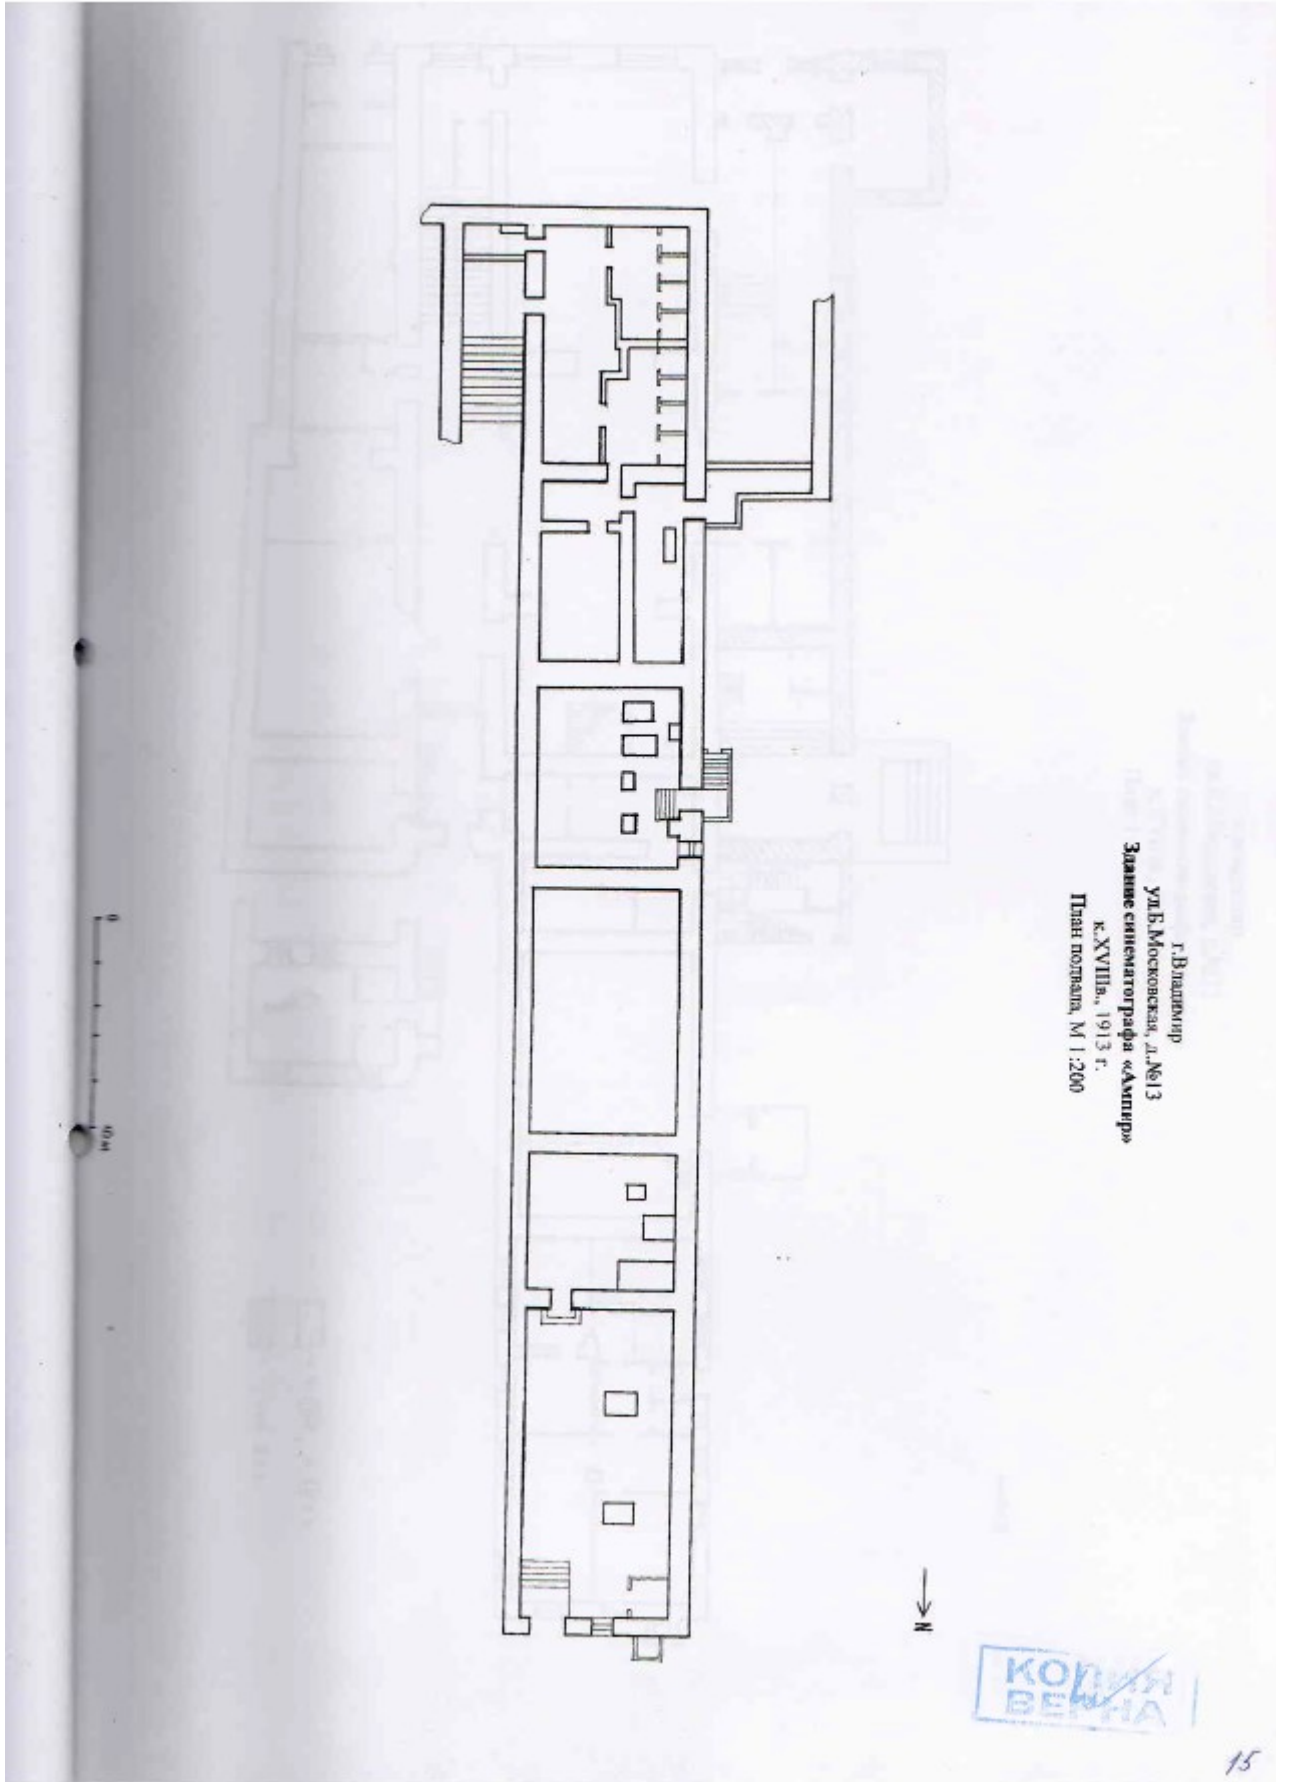 г.Владимир
ул.Б.Московская, д.№13
Здание синематографа «Ампир»
к.XVIIIв., 1913 г.
План подвала, М 1:200
0
10 м
N
КОПИЯ
ВЕРНА
15